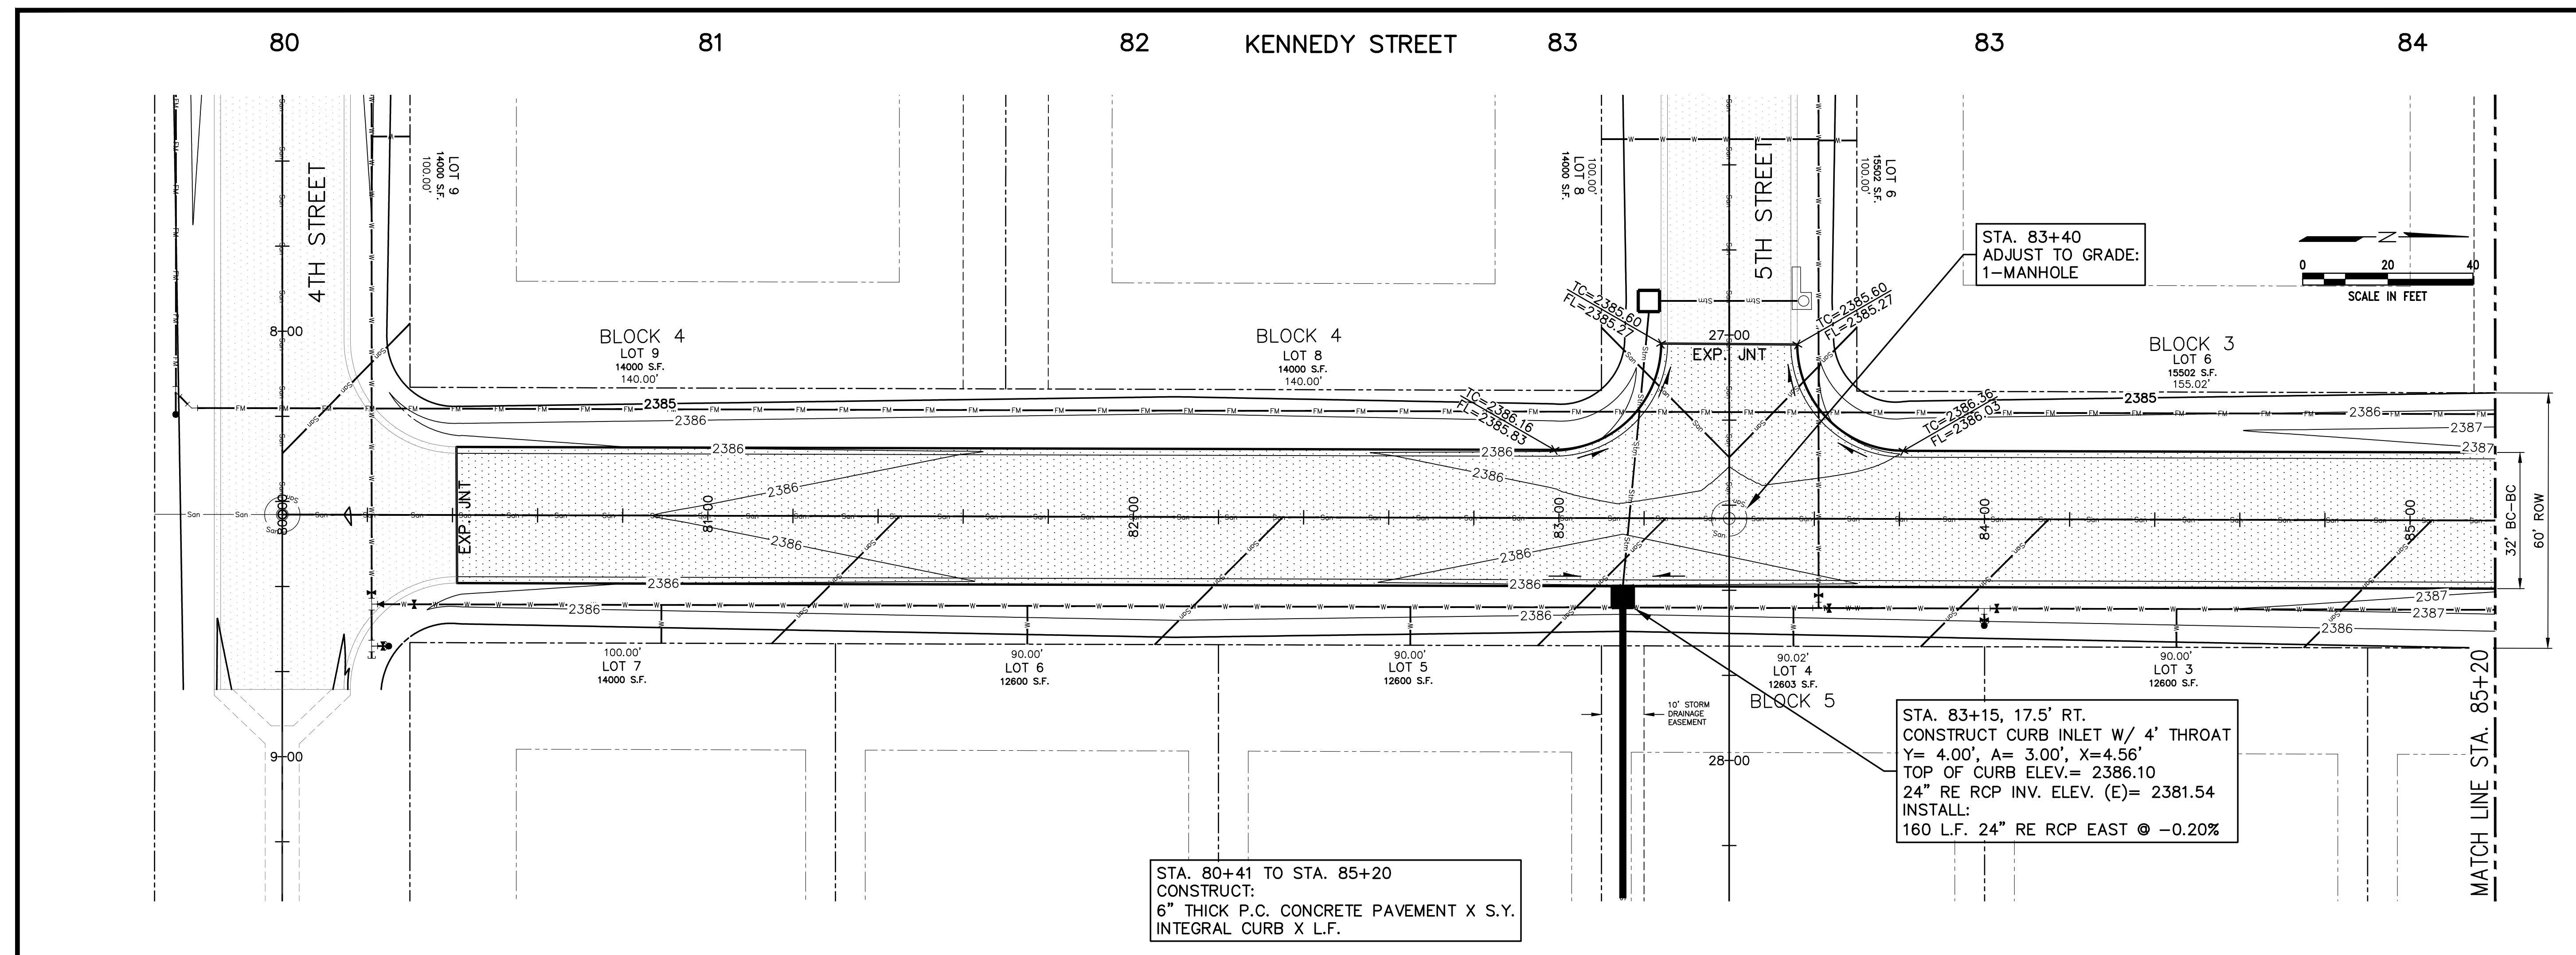 80 81 82 KENNEDY STREET 83 83 84
4TH STREET
LOT 9
14000 S.F.
100.00'
100.00'
LOT 8
14000 S.F.
5TH STREET
LOT 6
15502 S.F.
100.00'
STA. 83+40
ADJUST TO GRADE:
1-MANHOLE
N
0 20 40
SCALE IN FEET
8+00
BLOCK 4
LOT 9
14000 S.F.
140.00'
BLOCK 4
LOT 8
14000 S.F.
140.00'
TC=2385.60
FL=2385.27
27+00
EXP. JNT
TC=2385.60
FL=2385.27
BLOCK 3
LOT 6
15502 S.F.
155.02'
TC=2386.16
FL=2385.83
TC=2386.36
FL=2386.03
2385
2386
2386
2386
2386
2386
2386
2385
2386
2387
2387
EXP. JNT
80+00
81+00
82+00
83+00
84+00
85+00
32' BC-BC
60' ROW
2386
2386
2386
2386
2386
2386
2387
2387
2386
San
FM
W
Stm
100.00'
LOT 7
14000 S.F.
90.00'
LOT 6
12600 S.F.
90.00'
LOT 5
12600 S.F.
90.02'
LOT 4
12603 S.F.
BLOCK 5
90.00'
LOT 3
12600 S.F.
10' STORM
DRAINAGE
EASEMENT
9+00
28+00
STA. 83+15, 17.5' RT.
CONSTRUCT CURB INLET W/ 4' THROAT
Y= 4.00', A= 3.00', X=4.56'
TOP OF CURB ELEV.= 2386.10
24" RE RCP INV. ELEV. (E)= 2381.54
INSTALL:
160 L.F. 24" RE RCP EAST @ -0.20%
MATCH LINE STA. 85+20
STA. 80+41 TO STA. 85+20
CONSTRUCT:
6" THICK P.C. CONCRETE PAVEMENT X S.Y.
INTEGRAL CURB X L.F.